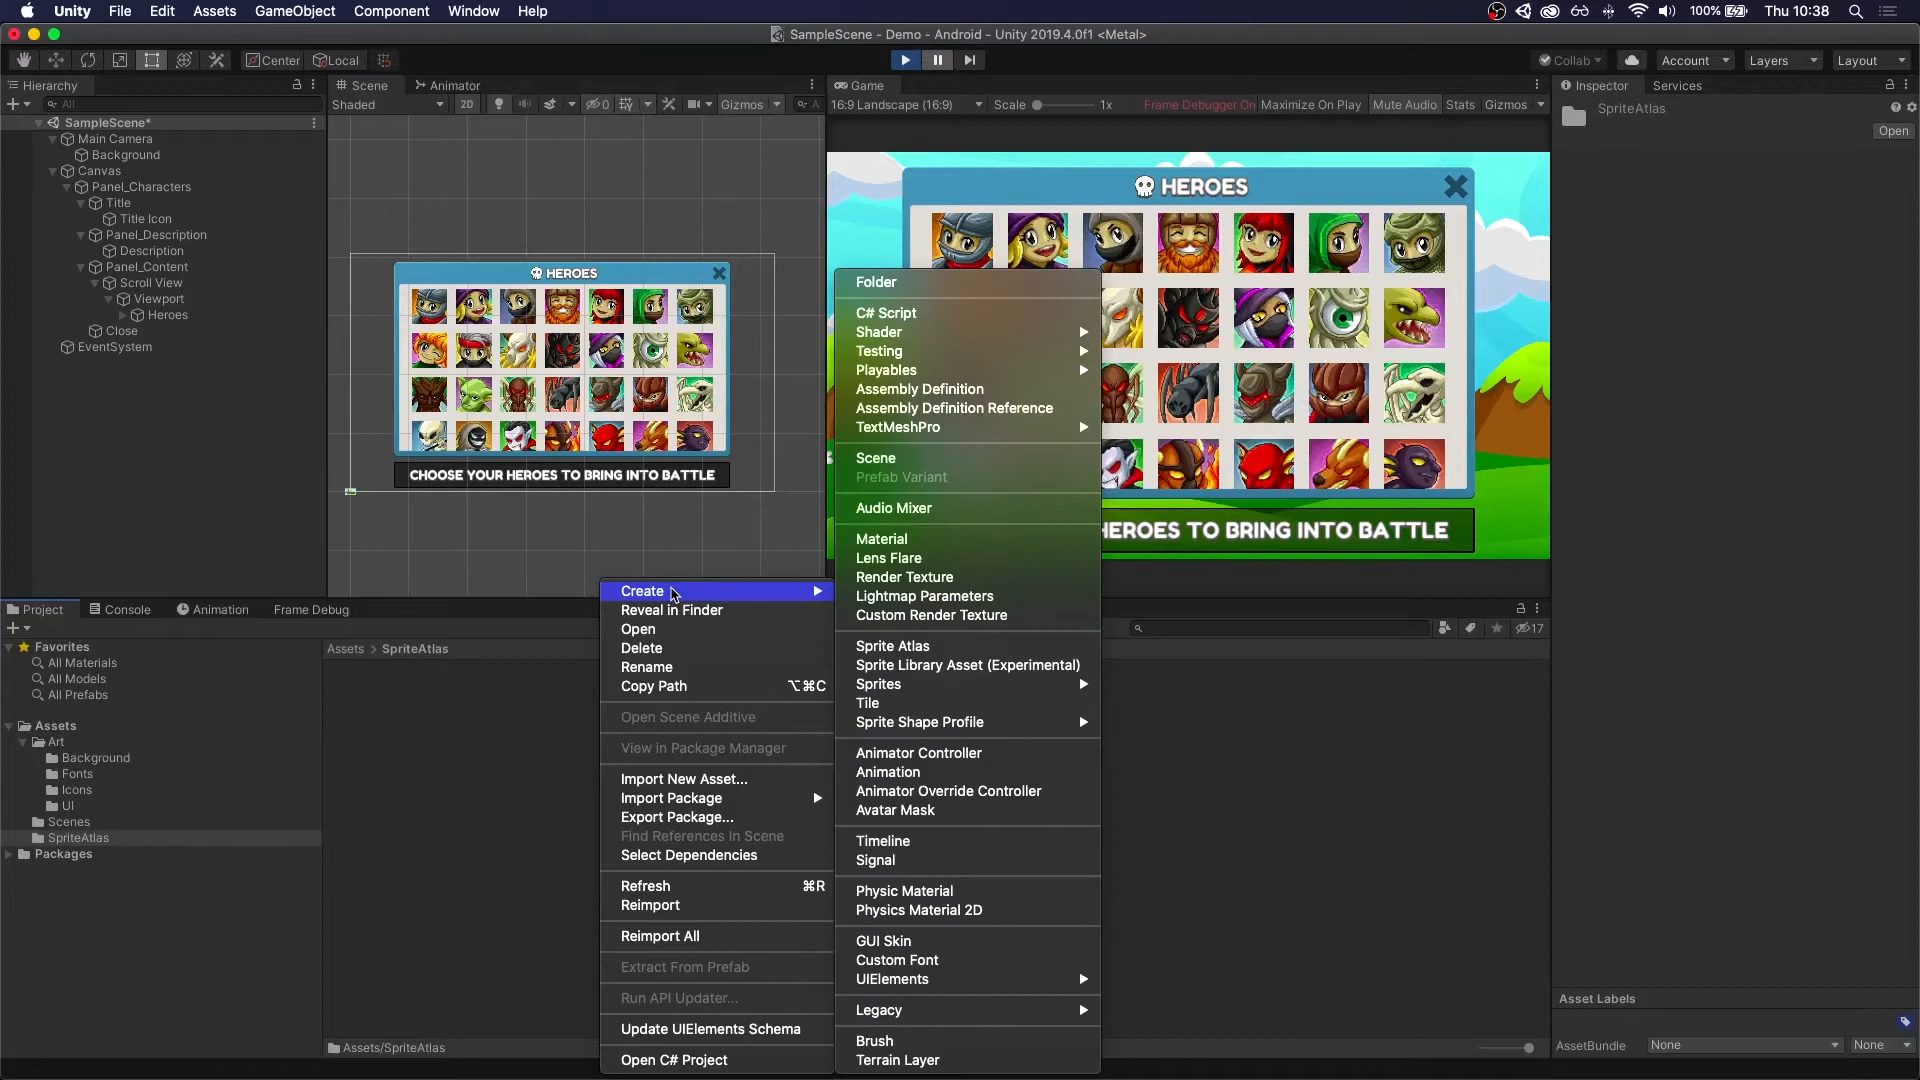 Unity File Edit Assets GameObject Component Window Help
100% Thu 10:38
SampleScene - Demo - Android - Unity 2019.4.0f1 <Metal>
Center Local
Collab Account Layers Layout
Hierarchy
All
SampleScene*
Main Camera
Background
Canvas
Panel_Characters
Title
Title Icon
Panel_Description
Description
Panel_Content
Scroll View
Viewport
Heroes
Close
EventSystem
Scene Animator
Shaded 2D 0 Gizmos A
HEROES
CHOOSE YOUR HEROES TO BRING INTO BATTLE
Game
16:9 Landscape (16:9) Scale 1x Frame Debugger On Maximize On Play Mute Audio Stats Gizmos
HEROES
HEROES TO BRING INTO BATTLE
Inspector Services
SpriteAtlas
Open
Project Console Animation Frame Debug
17
Favorites
All Materials
All Models
All Prefabs
Assets
Art
Background
Fonts
Icons
UI
Scenes
SpriteAtlas
Packages
Assets > SpriteAtlas
Assets/SpriteAtlas
Create
Reveal in Finder
Open
Delete
Rename
Copy Path ⌥⌘C
Open Scene Additive
View in Package Manager
Import New Asset...
Import Package
Export Package...
Find References In Scene
Select Dependencies
Refresh ⌘R
Reimport
Reimport All
Extract From Prefab
Run API Updater...
Update UIElements Schema
Open C# Project
Folder
C# Script
Shader
Testing
Playables
Assembly Definition
Assembly Definition Reference
TextMeshPro
Scene
Prefab Variant
Audio Mixer
Material
Lens Flare
Render Texture
Lightmap Parameters
Custom Render Texture
Sprite Atlas
Sprite Library Asset (Experimental)
Sprites
Tile
Sprite Shape Profile
Animator Controller
Animation
Animator Override Controller
Avatar Mask
Timeline
Signal
Physic Material
Physics Material 2D
GUI Skin
Custom Font
UIElements
Legacy
Brush
Terrain Layer
Asset Labels
AssetBundle None None